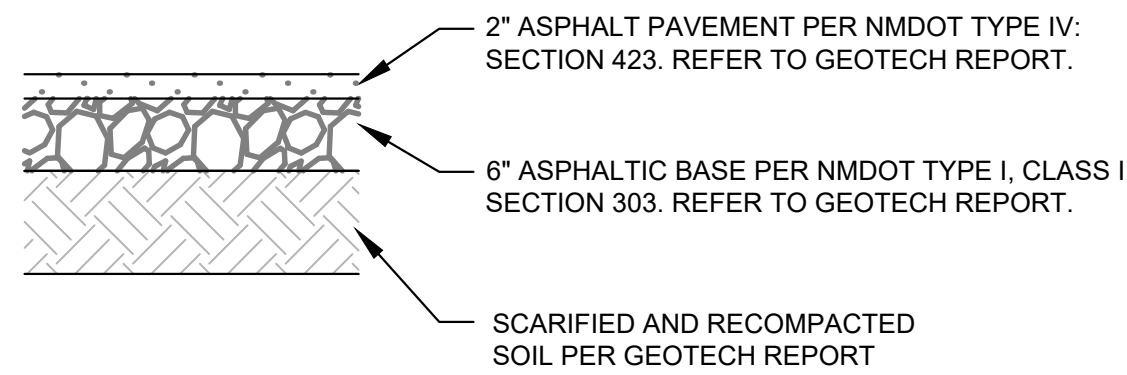 2" ASPHALT PAVEMENT PER NMDOT TYPE IV:
SECTION 423. REFER TO GEOTECH REPORT.
6" ASPHALTIC BASE PER NMDOT TYPE I, CLASS I
SECTION 303. REFER TO GEOTECH REPORT.
SCARIFIED AND RECOMPACTED
SOIL PER GEOTECH REPORT